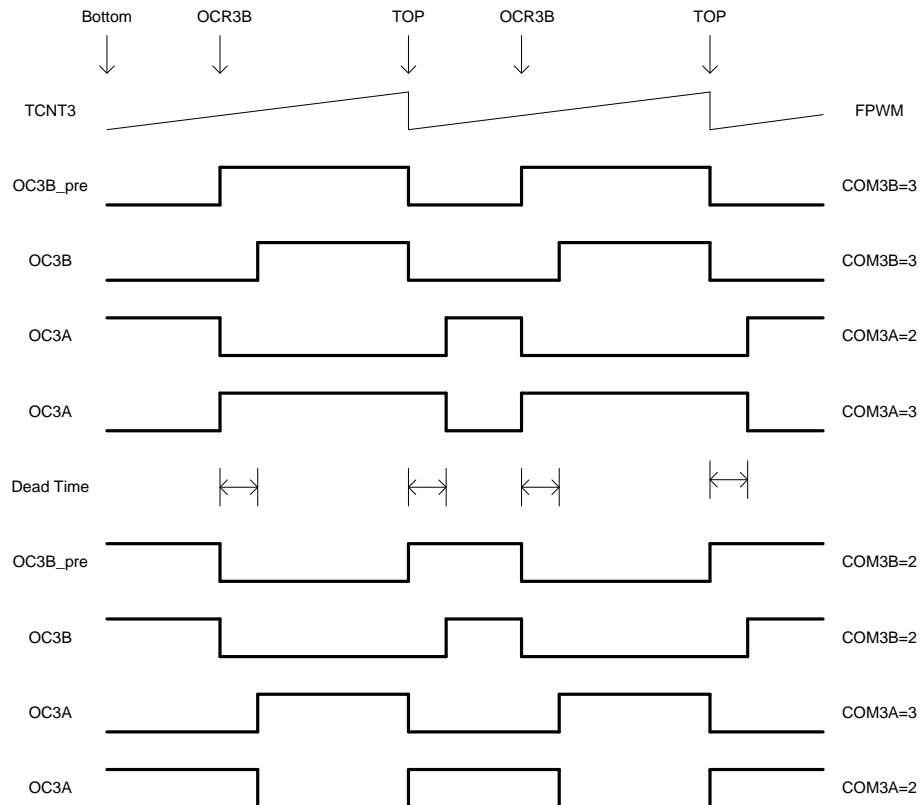 Bottom OCR3B TOP OCR3B TOP
TCNT3 FPWM
OC3B_pre COM3B=3
OC3B COM3B=3
OC3A COM3A=2
OC3A COM3A=3
Dead Time
OC3B_pre COM3B=2
OC3B COM3B=2
OC3A COM3A=3
OC3A COM3A=2